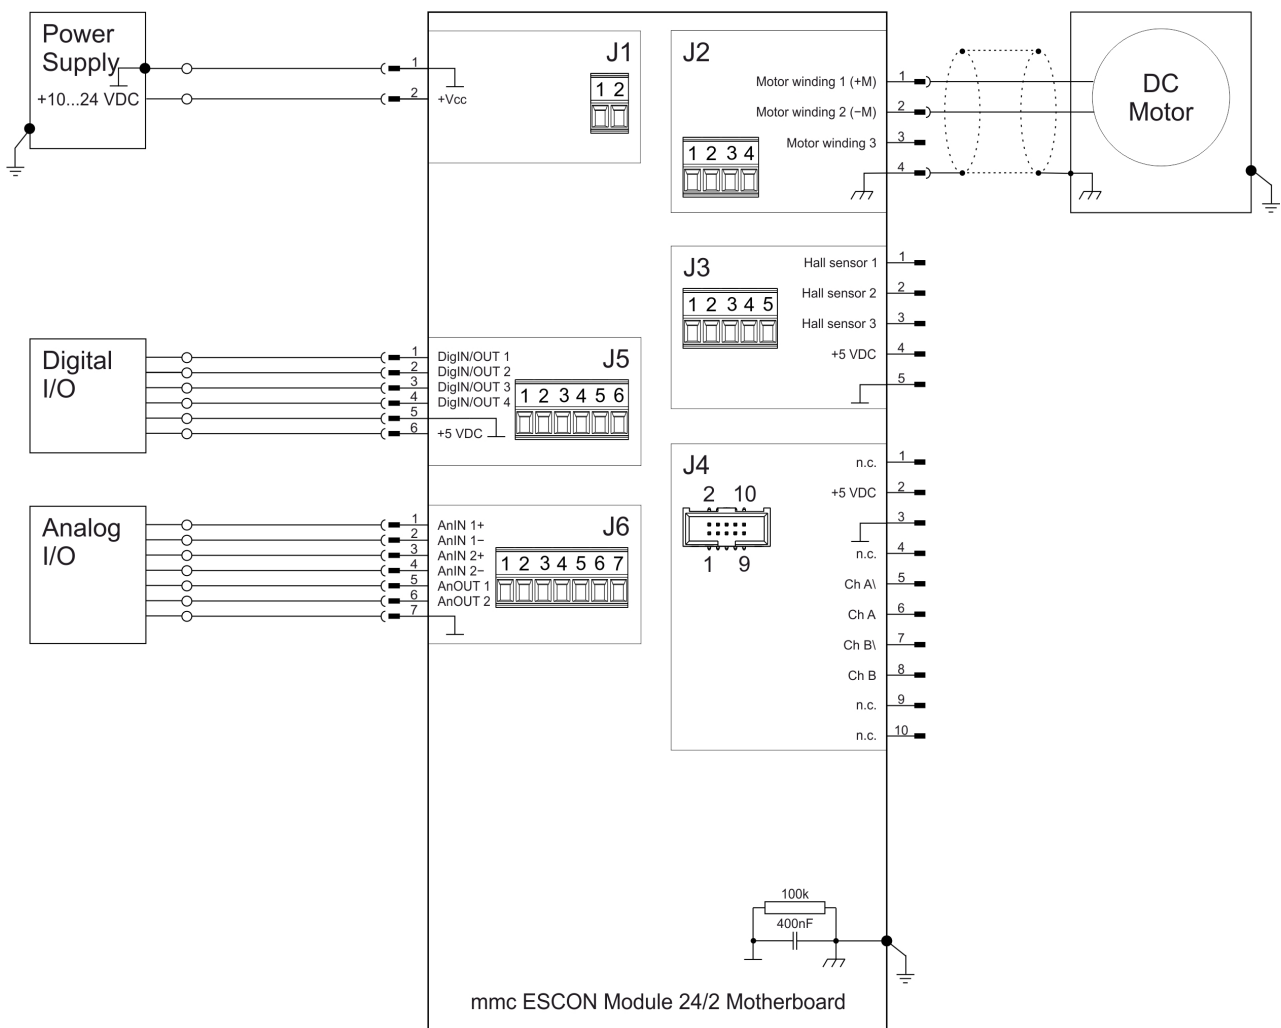 Power
Supply
+10...24 VDC
1
2
+Vcc
J1
1 2
J2
1 2 3 4
Motor winding 1 (+M)
Motor winding 2 (−M)
Motor winding 3
1
2
3
4
DC
Motor
J3
1 2 3 4 5
Hall sensor 1
Hall sensor 2
Hall sensor 3
+5 VDC
1
2
3
4
5
Digital
I/O
1
2
3
4
5
6
DigIN/OUT 1
DigIN/OUT 2
DigIN/OUT 3
DigIN/OUT 4
+5 VDC
J5
1 2 3 4 5 6
J4
2 10
1 9
n.c.
+5 VDC
n.c.
Ch A\
Ch A
Ch B\
Ch B
n.c.
n.c.
1
2
3
4
5
6
7
8
9
10
Analog
I/O
1
2
3
4
5
6
7
AnIN 1+
AnIN 1−
AnIN 2+
AnIN 2−
AnOUT 1
AnOUT 2
J6
1 2 3 4 5 6 7
100k
400nF
mmc ESCON Module 24/2 Motherboard